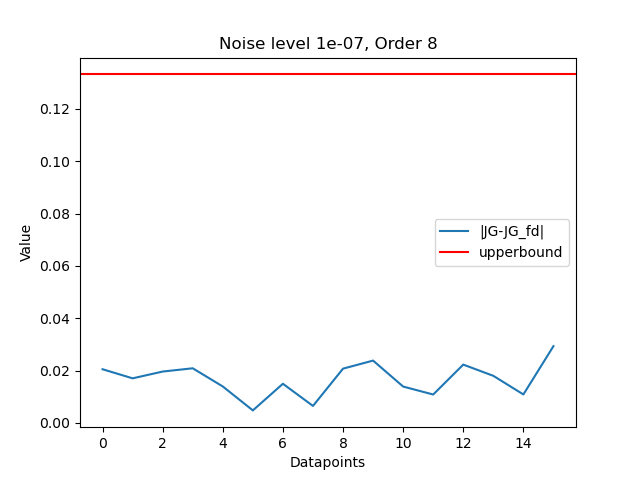 Noise level 1e-07, Order 8
Value
0.12
0.10
0.08
0.06
0.04
0.02
0.00
|JG-JG_fd|
upperbound
0 2 4 6 8 10 12 14
Datapoints